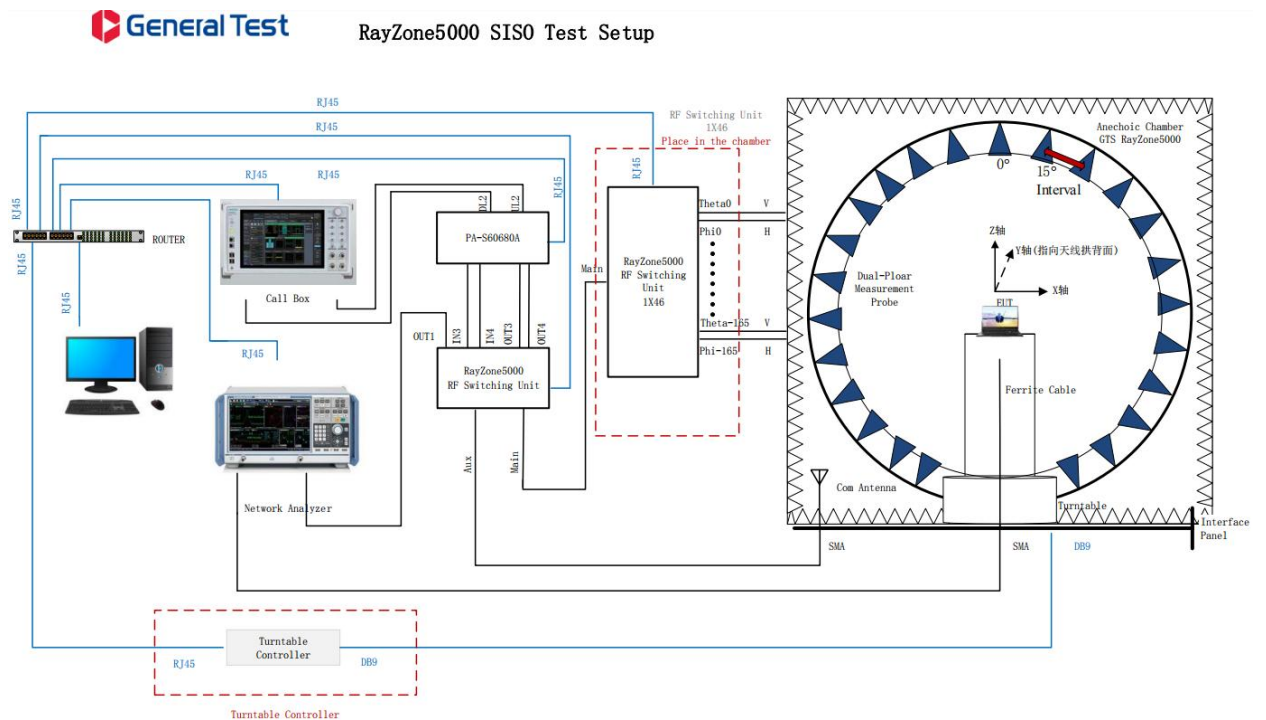 General Test
RayZone5000 SISO Test Setup
RJ45
RJ45
RJ45
RJ45
RJ45
RJ45
RJ45
RJ45
RJ45
RJ45
ROUTER
Call Box
DL2
UL2
PA-S60680A
OUT1
IN3
IN4
OUT3
OUT4
RayZone5000
RF Switching Unit
Aux
Main
Network Analyzer
RF Switching Unit
1X46
Place in the chamber
Main
RayZone5000
RF Switching
Unit
1X46
Theta0 V
Phi0 H
Theta-165 V
Phi-165 H
Anechoic Chamber
GTS RayZone5000
0°
15°
Interval
Z轴
Y轴(指向天线拱背面)
X轴
EUT
Dual-Ploar
Measurement
Probe
Ferrite Cable
Com Antenna
Turntable
Interface
Panel
SMA
SMA
DB9
Turntable
Controller
RJ45
DB9
Turntable Controller